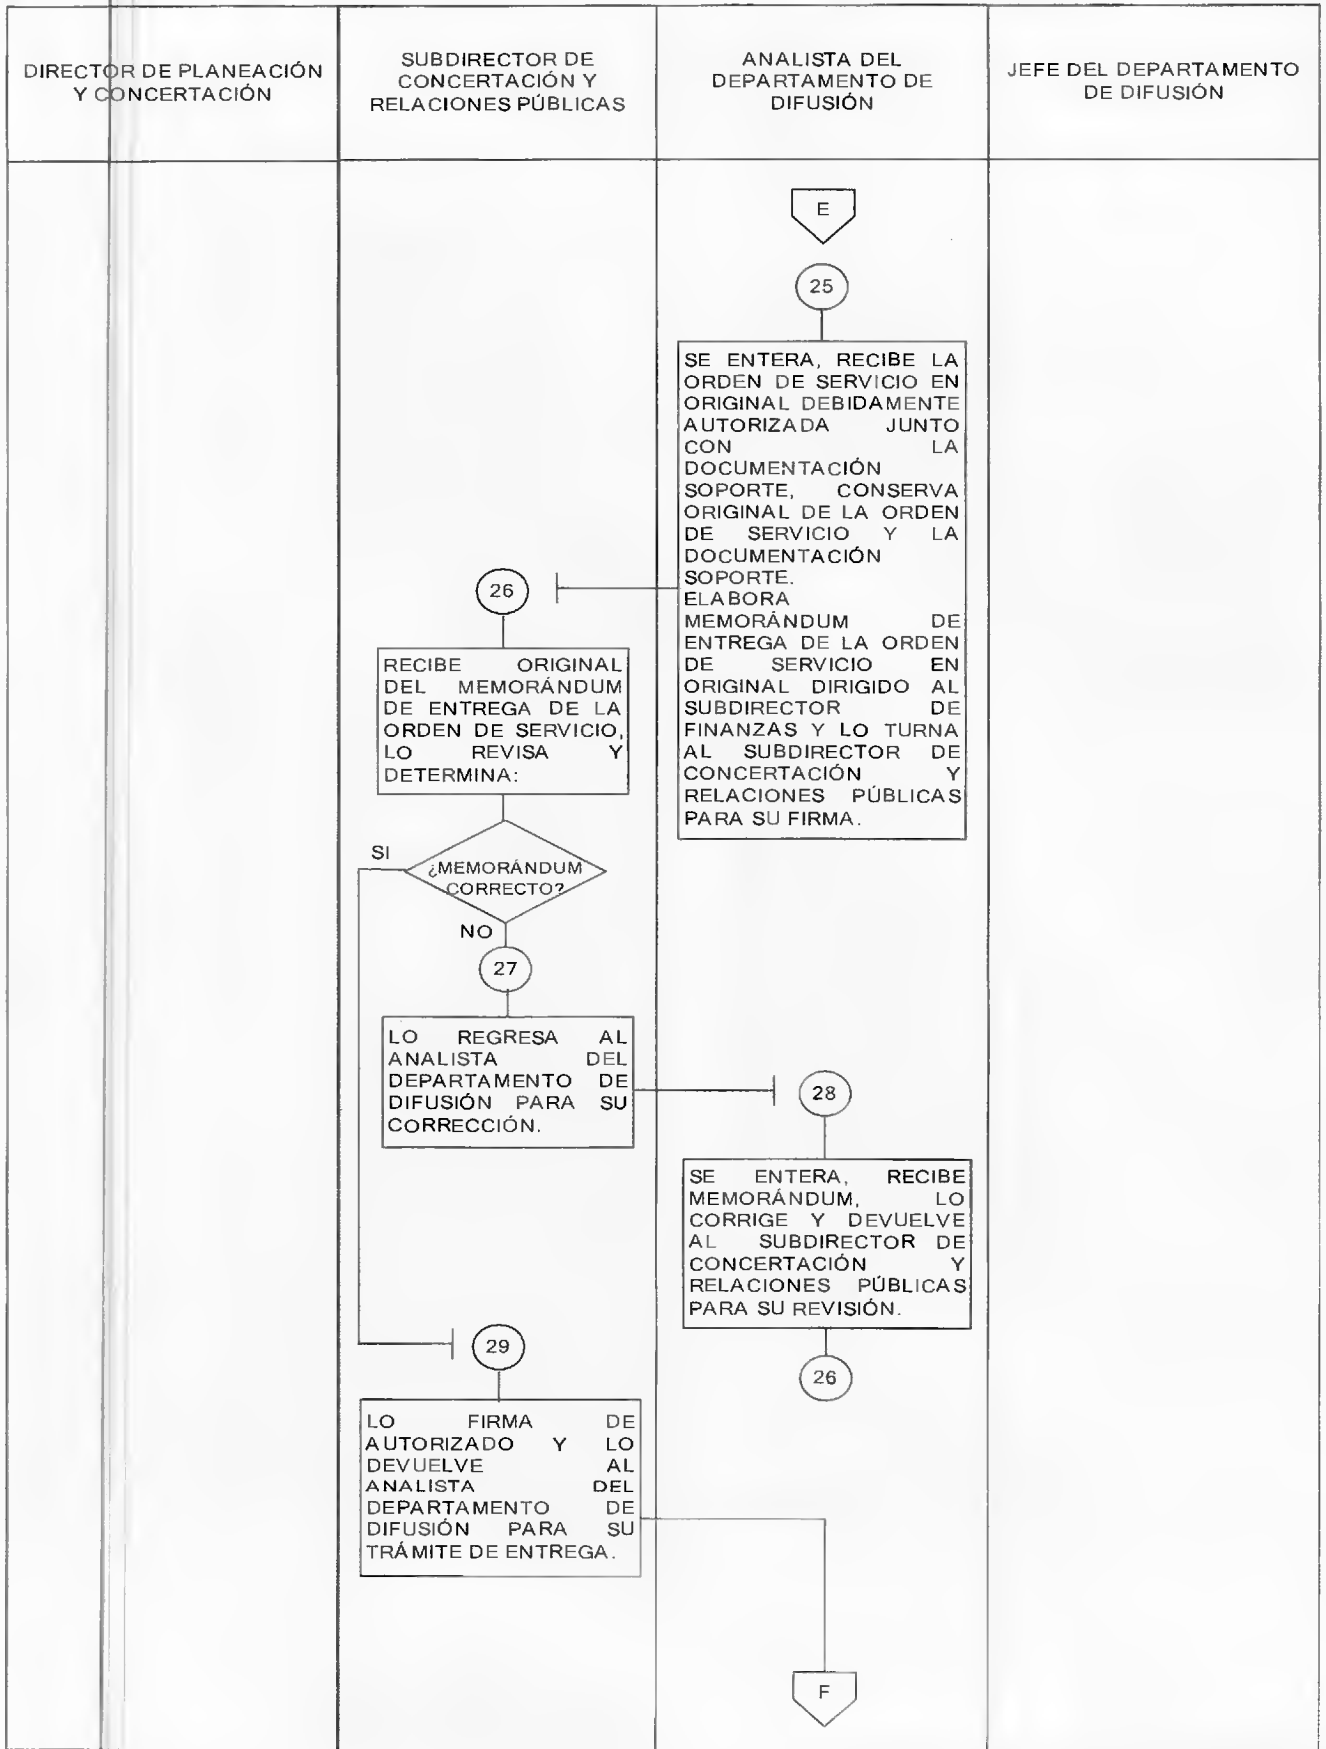 DIRECTOR DE PLANEACIÓN
Y CONCERTACIÓN
SUBDIRECTOR DE
CONCERTACIÓN Y
RELACIONES PÚBLICAS
ANALISTA DEL
DEPARTAMENTO DE
DIFUSIÓN
JEFE DEL DEPARTAMENTO
DE DIFUSIÓN
E
25
SE ENTERA, RECIBE LA
ORDEN DE SERVICIO EN
ORIGINAL DEBIDAMENTE
AUTORIZADA JUNTO
CON LA
DOCUMENTACIÓN
SOPORTE, CONSERVA
ORIGINAL DE LA ORDEN
DE SERVICIO Y LA
DOCUMENTACIÓN
SOPORTE.
ELABORA
MEMORÁNDUM DE
ENTREGA DE LA ORDEN
DE SERVICIO EN
ORIGINAL DIRIGIDO AL
SUBDIRECTOR DE
FINANZAS Y LO TURNA
AL SUBDIRECTOR DE
CONCERTACIÓN Y
RELACIONES PÚBLICAS
PARA SU FIRMA.
26
RECIBE ORIGINAL
DEL MEMORÁNDUM
DE ENTREGA DE LA
ORDEN DE SERVICIO,
LO REVISA Y
DETERMINA:
SI
¿MEMORÁNDUM
CORRECTO?
NO
27
LO REGRESA AL
ANALISTA DEL
DEPARTAMENTO DE
DIFUSIÓN PARA SU
CORRECCIÓN.
28
SE ENTERA, RECIBE
MEMORÁNDUM, LO
CORRIGE Y DEVUELVE
AL SUBDIRECTOR DE
CONCERTACIÓN Y
RELACIONES PÚBLICAS
PARA SU REVISIÓN.
26
29
LO FIRMA DE
AUTORIZADO Y LO
DEVUELVE AL
ANALISTA DEL
DEPARTAMENTO DE
DIFUSIÓN PARA SU
TRÁMITE DE ENTREGA.
F